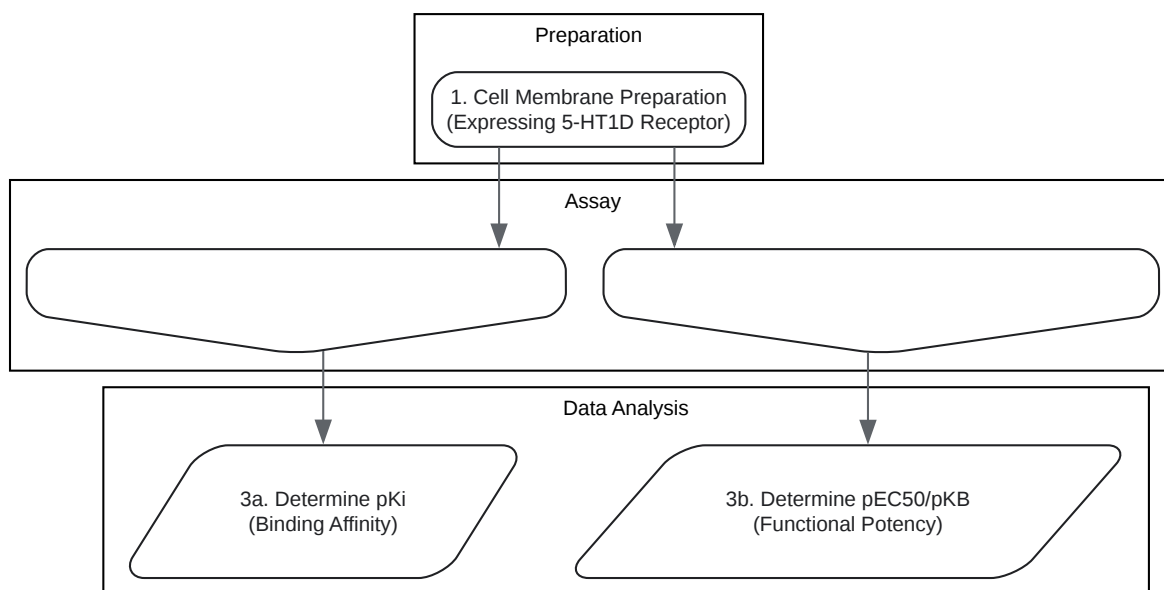 Preparation
1. Cell Membrane Preparation
(Expressing 5-HT1D Receptor)
Assay
Data Analysis
3a. Determine pKi
(Binding Affinity)
3b. Determine pEC50/pKB
(Functional Potency)